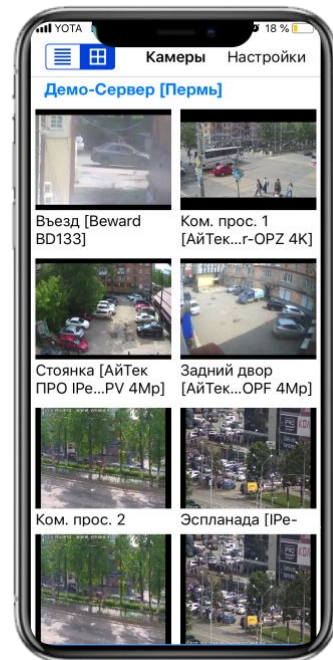 YOTA
18 %
Камеры
Настройки
Демо-Сервер [Пермь]
Въезд [Beward
BD133]
Ком. прос. 1
[АйТек...r-OPZ 4K]
Стоянка [АйТек
ПРО IPe...PV 4Mp]
Задний двор
[АйТек...OPF 4Mp]
Ком. прос. 2
Эспланада [IPe-